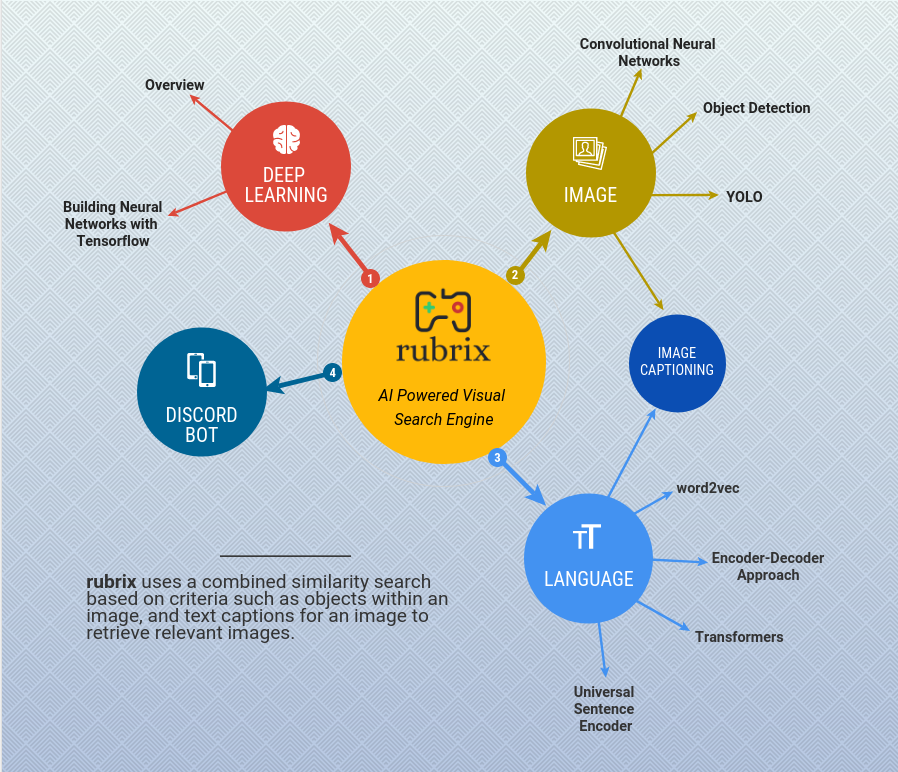 Overview
DEEP
LEARNING
Building Neural
Networks with
Tensorflow
1
Convolutional Neural
Networks
Object Detection
IMAGE
YOLO
2
rubrix
AI Powered Visual
Search Engine
IMAGE
CAPTIONING
4
DISCORD
BOT
3
word2vec
LANGUAGE
Encoder-Decoder
Approach
Transformers
Universal
Sentence
Encoder
rubrix uses a combined similarity search
based on criteria such as objects within an
image, and text captions for an image to
retrieve relevant images.